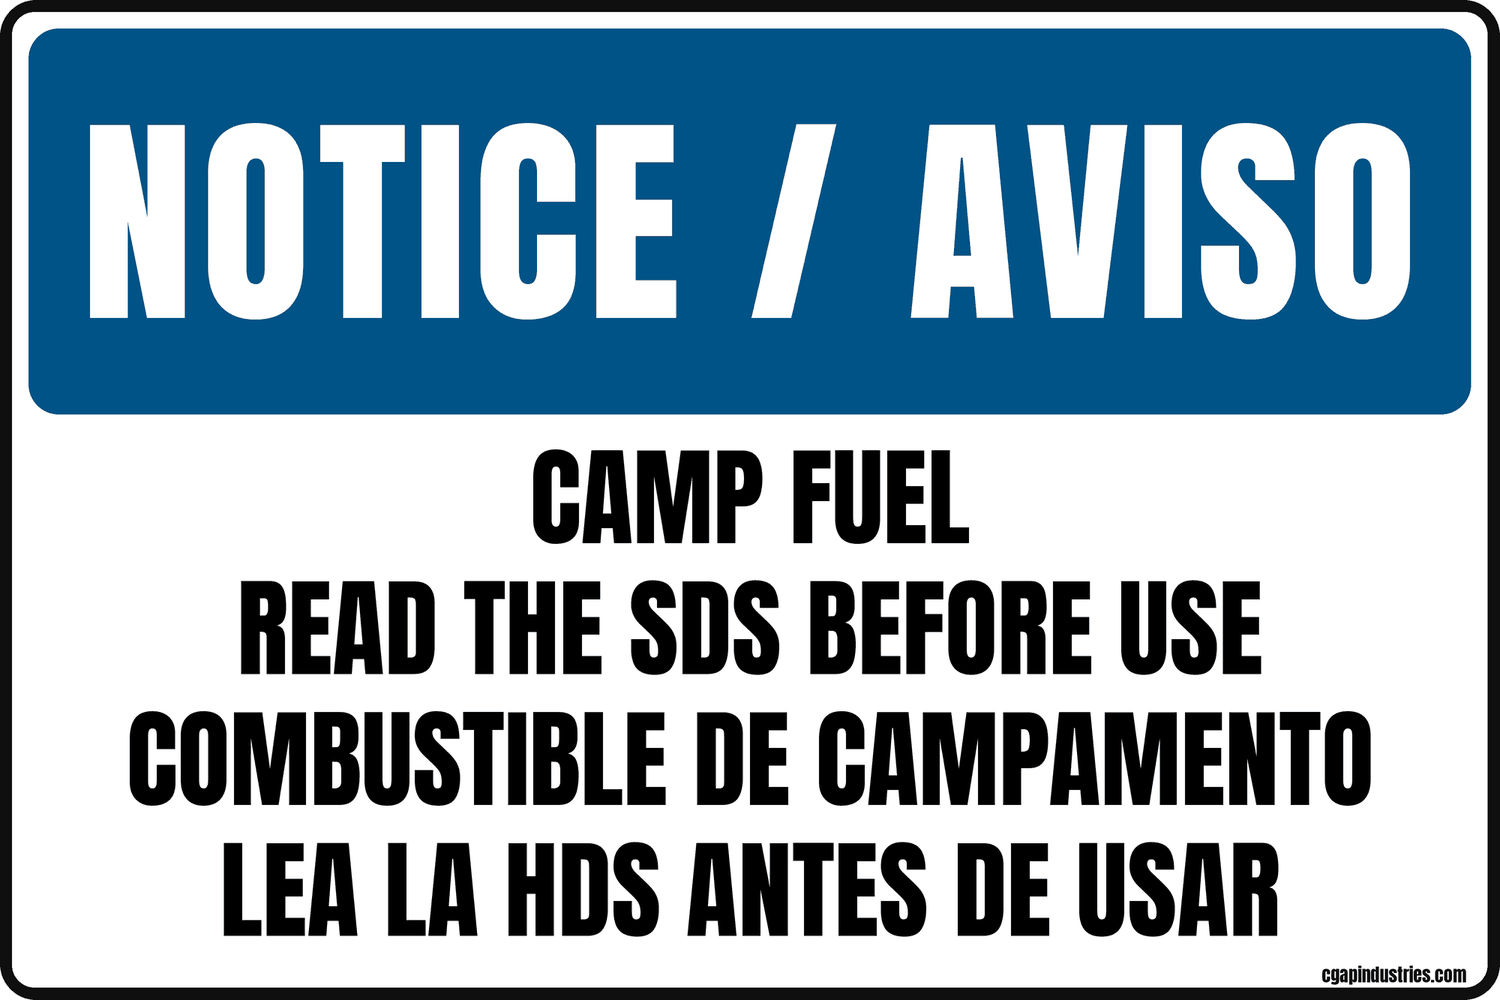 NOTICE / AVISO
CAMP FUEL
READ THE SDS BEFORE USE
COMBUSTIBLE DE CAMPAMENTO
LEA LA HDS ANTES DE USAR
cgapindustries.com